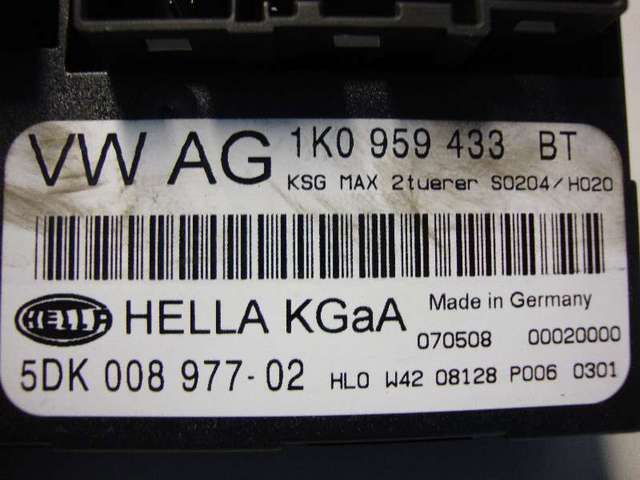 VW AG 1K0 959 433 BT
KSG MAX 2tuerer S0204/H020
HELLA HELLA KGaA Made in Germany
070508 00020000
5DK 008 977-02 HL0 W42 08128 P006 0301